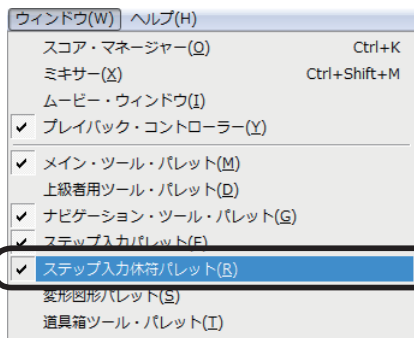 ウィンドウ(W) ヘルプ(H)
スコア・マネージャー(O) Ctrl+K
ミキサー(X) Ctrl+Shift+M
ムービー・ウィンドウ(I)
プレイバック・コントローラー(Y)
メイン・ツール・パレット(M)
上級者用ツール・パレット(D)
ナビゲーション・ツール・パレット(G)
ステップ入力パレット(E)
ステップ入力休符パレット(R)
変形図形パレット(S)
道具箱ツール・パレット(T)